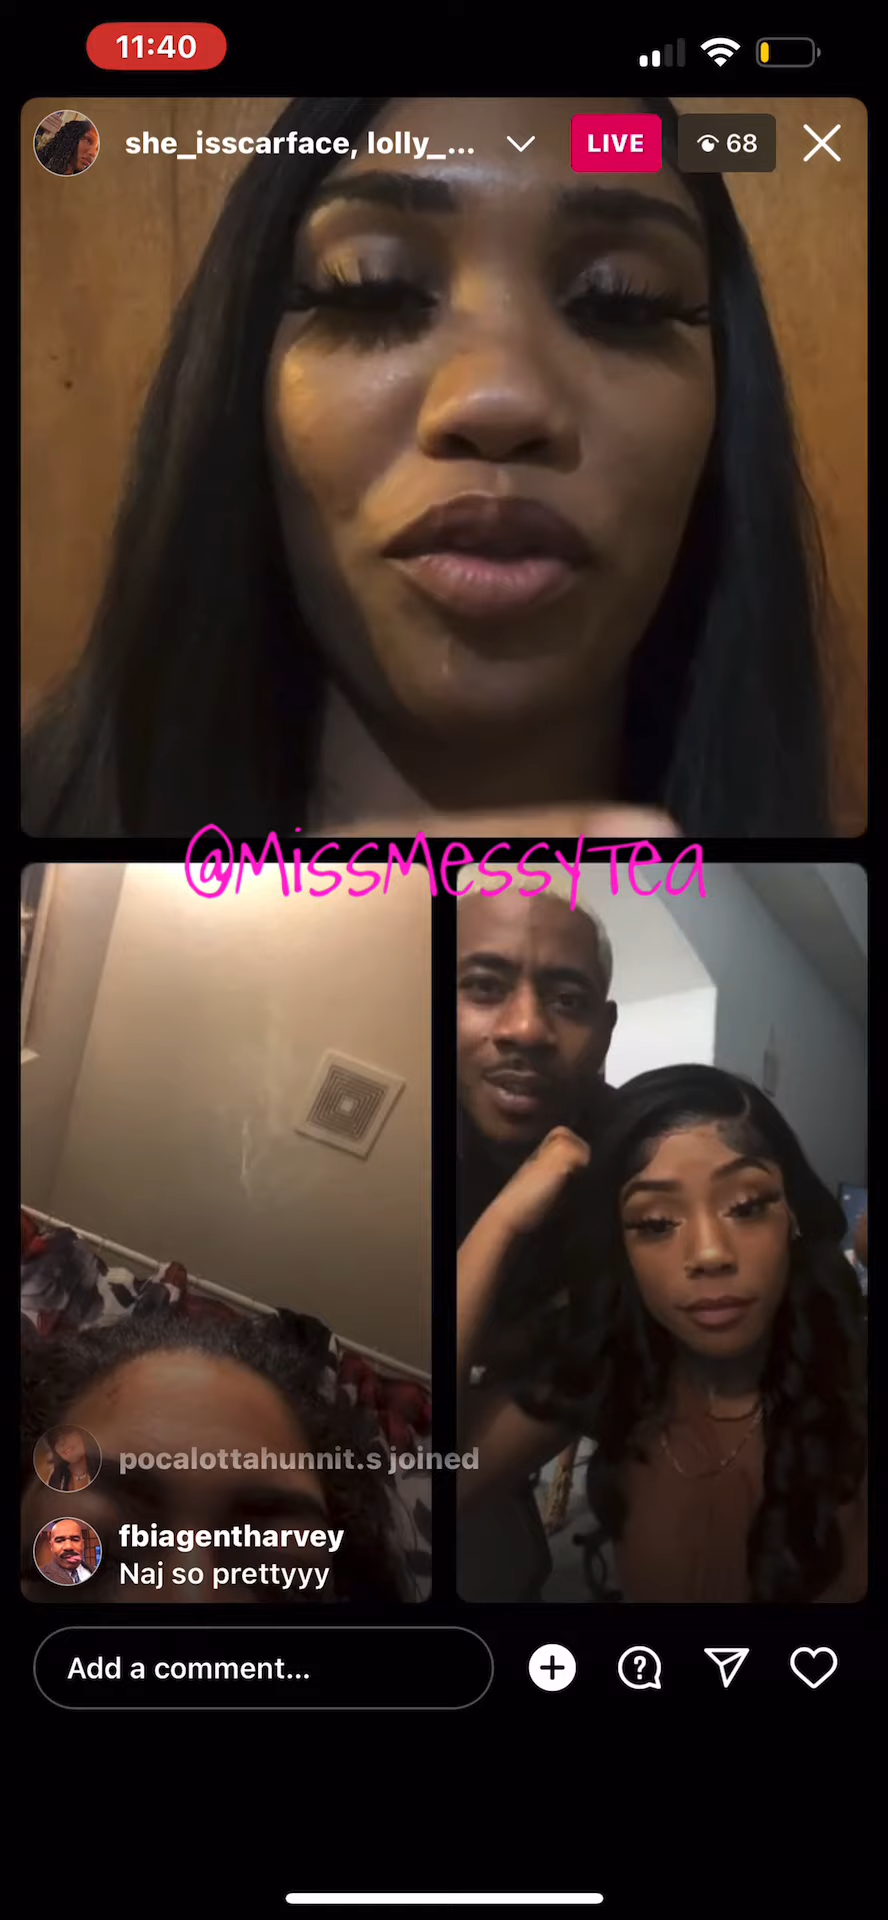 11:40
she_isscarface, lolly_...
LIVE
68
@MissMessyTea
pocalottahunnit.s joined
fbiagentharvey
Naj so prettyyy
Add a comment...